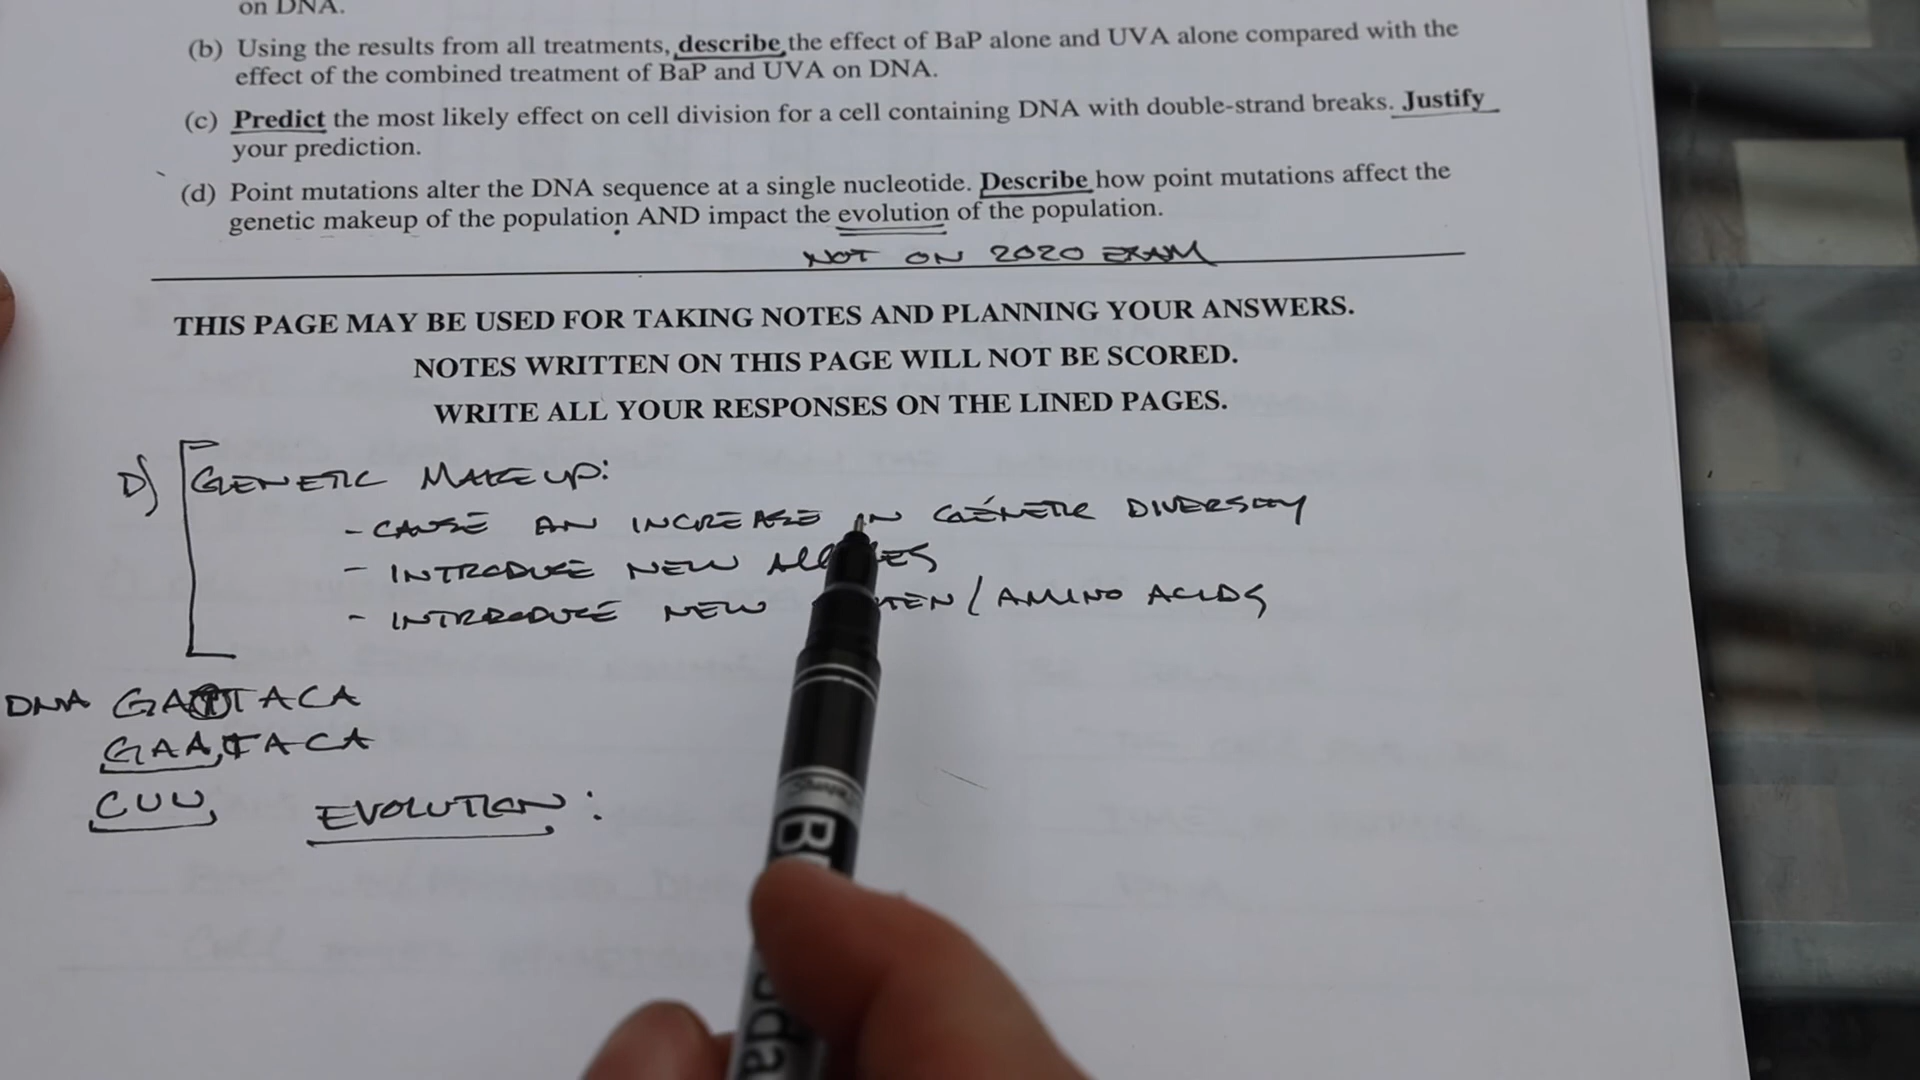 on DNA.
(b) Using the results from all treatments, describe the effect of BaP alone and UVA alone compared with the
effect of the combined treatment of BaP and UVA on DNA.
(c) Predict the most likely effect on cell division for a cell containing DNA with double-strand breaks. Justify
your prediction.
(d) Point mutations alter the DNA sequence at a single nucleotide. Describe how point mutations affect the
genetic makeup of the population AND impact the evolution of the population.
NOT ON 2020 EXAM
THIS PAGE MAY BE USED FOR TAKING NOTES AND PLANNING YOUR ANSWERS.
NOTES WRITTEN ON THIS PAGE WILL NOT BE SCORED.
WRITE ALL YOUR RESPONSES ON THE LINED PAGES.
D) GENETIC MAKEUP:
- CAUSE AN INCREASE IN GENETIC DIVERSITY
- INTRODUCE NEW
- INTRODUCE NEW / AMINO ACIDS
DNA GATTACA
GAATACA
CUU
EVOLUTION: